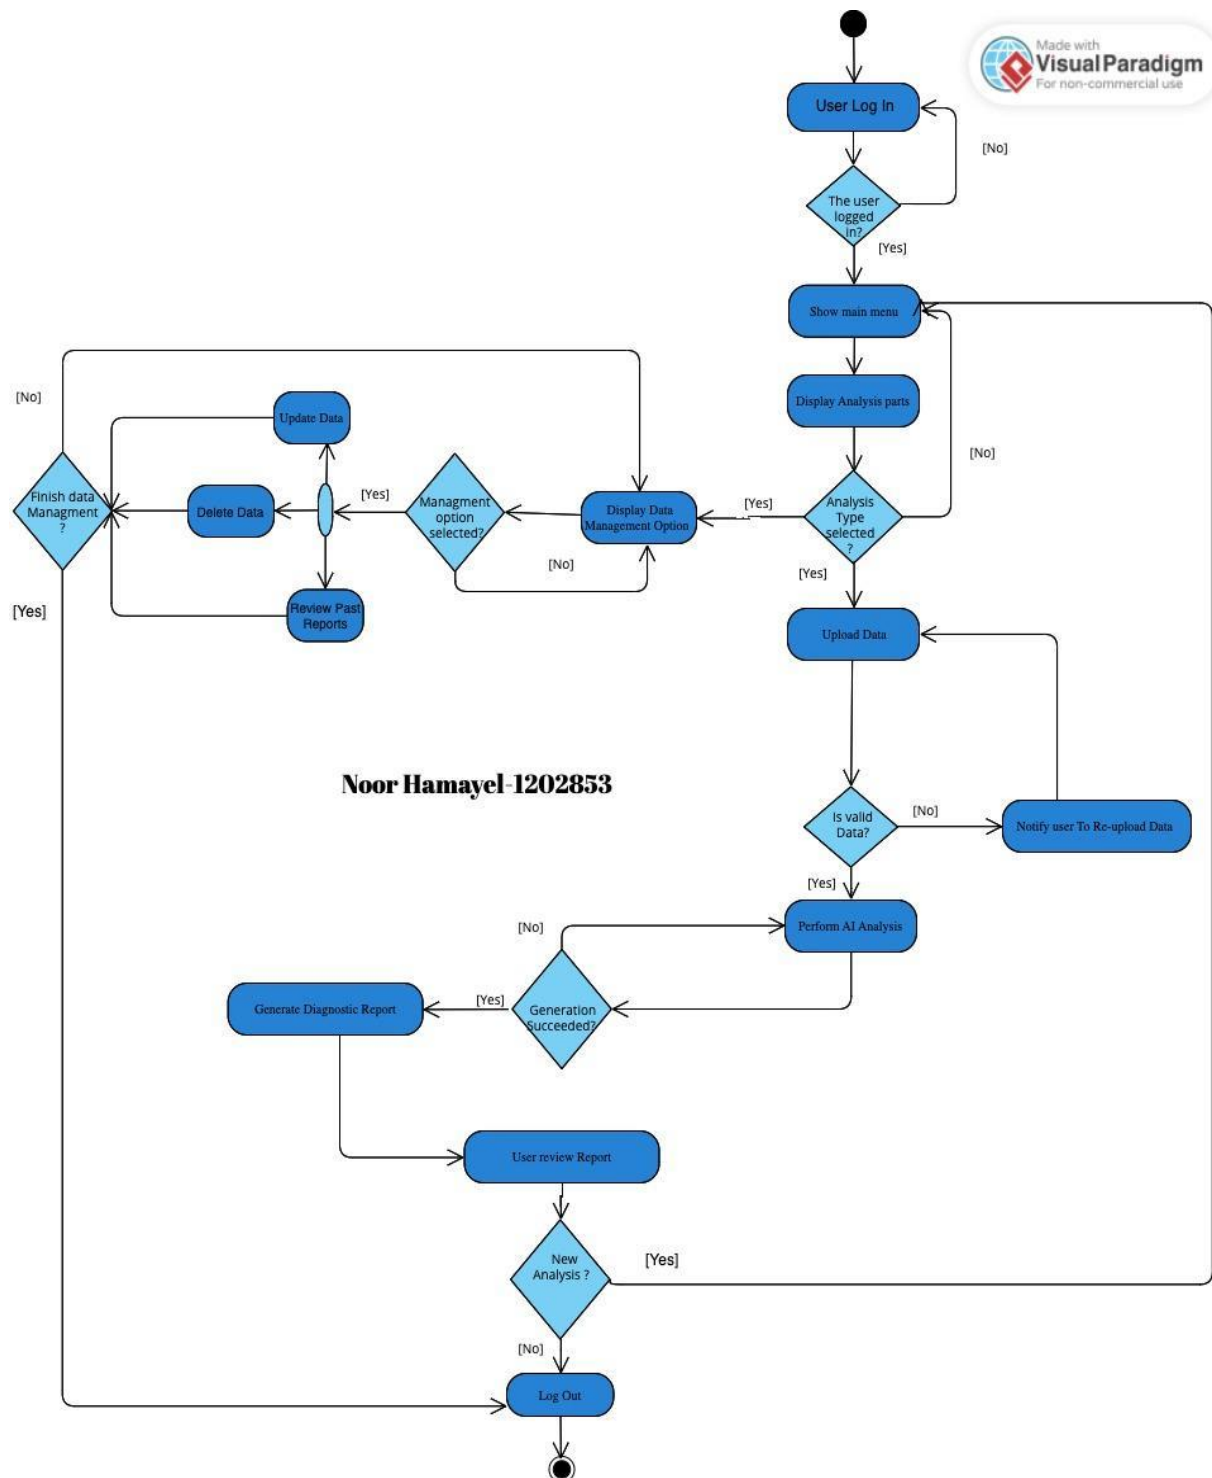 Made with
VisualParadigm
For non-commercial use
User Log In
[No]
The user
logged
in?
[Yes]
Show main menu
[No]
Update Data
Display Analysis parts
[No]
Finish data
Managment
?
Delete Data
[Yes]
Managment
option
selected?
Display Data
Management Option
[Yes]
Analysis
Type
selected
?
[No]
[Yes]
[Yes]
Review Past
Reports
Upload Data
Noor Hamayel-1202853
Is valid
Data?
[No]
Notify user To Re-upload Data
[Yes]
[No]
Perform AI Analysis
Generate Diagnostic Report
[Yes]
Generation
Succeeded?
User review Report
New
Analysis ?
[Yes]
[No]
Log Out